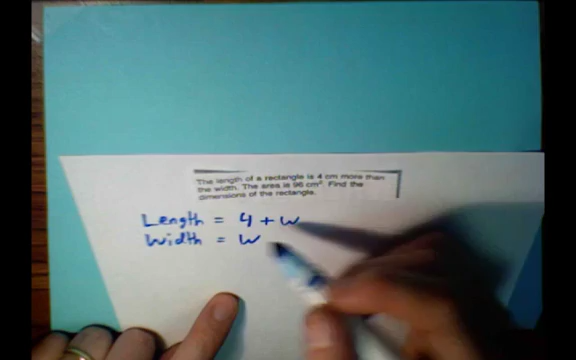 The length of a rectangle is 4 cm more than
the width. The area is 96 cm². Find the
dimensions of the rectangle.
Length = 4 + w
Width = w